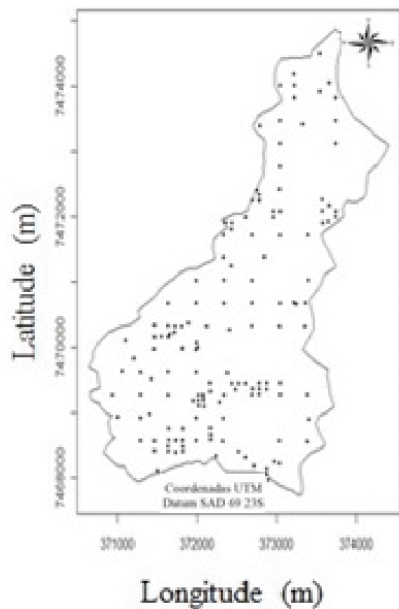 Latitude (m)
7474000
7472000
7470000
7468000
Coordenadas UTM
Datum SAD 69 23S
371000 372000 373000 374000
Longitude (m)